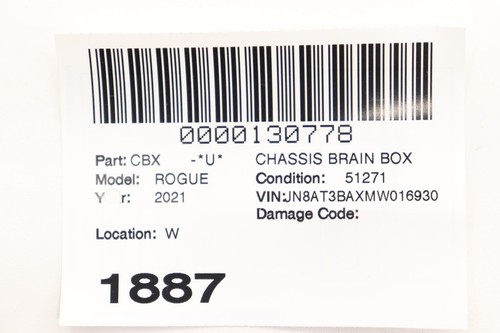 0000130778
Part: CBX -*U* CHASSIS BRAIN BOX
Model: ROGUE Condition: 51271
Y r: 2021 VIN:JN8AT3BAXMW016930
Damage Code:
Location: W
1887